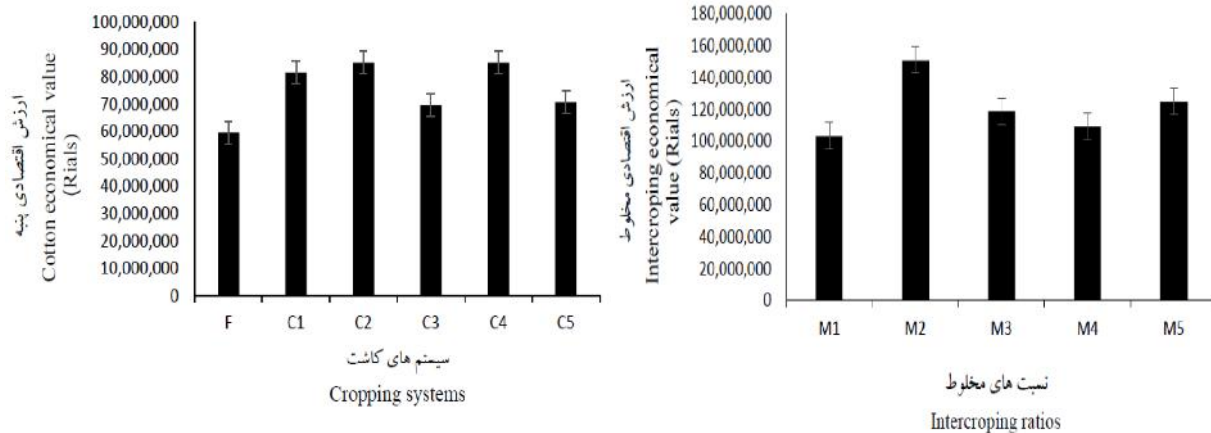 ارزش اقتصادی پنبه
Cotton economical value
(Rials)
100,000,000
90,000,000
80,000,000
70,000,000
60,000,000
50,000,000
40,000,000
30,000,000
20,000,000
10,000,000
0
F C1 C2 C3 C4 C5
سیستم های کاشت
Cropping systems
ارزش اقتصادی مخلوط
Intercroping economical
value (Rials)
180,000,000
160,000,000
140,000,000
120,000,000
100,000,000
80,000,000
60,000,000
40,000,000
20,000,000
0
M1 M2 M3 M4 M5
نسبت های مخلوط
Intercroping ratios